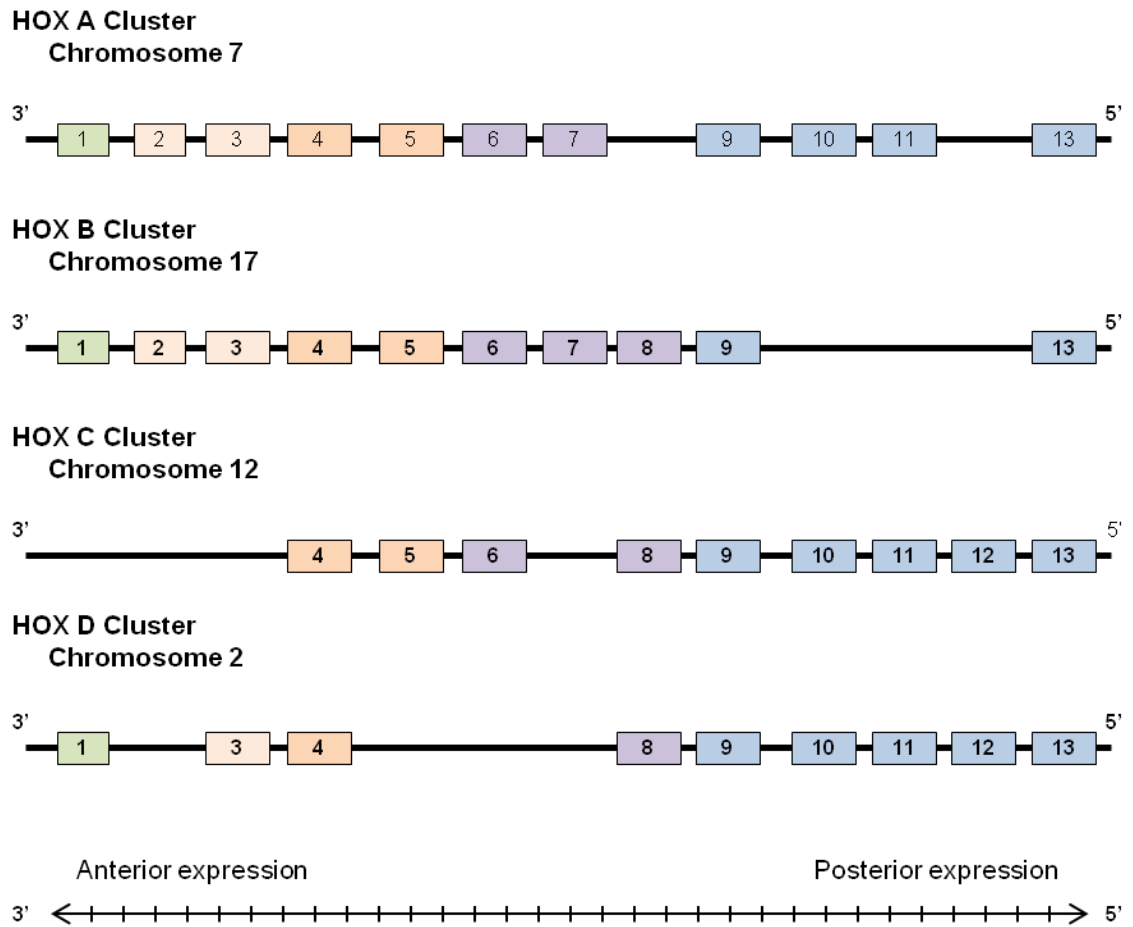 HOX A Cluster
Chromosome 7
3’ 5’
1 2 3 4 5 6 7 9 10 11 13
HOX B Cluster
Chromosome 17
3’ 5’
1 2 3 4 5 6 7 8 9 13
HOX C Cluster
Chromosome 12
3’ 5’
4 5 6 8 9 10 11 12 13
HOX D Cluster
Chromosome 2
3’ 5’
1 3 4 8 9 10 11 12 13
Anterior expression Posterior expression
3’ 5’